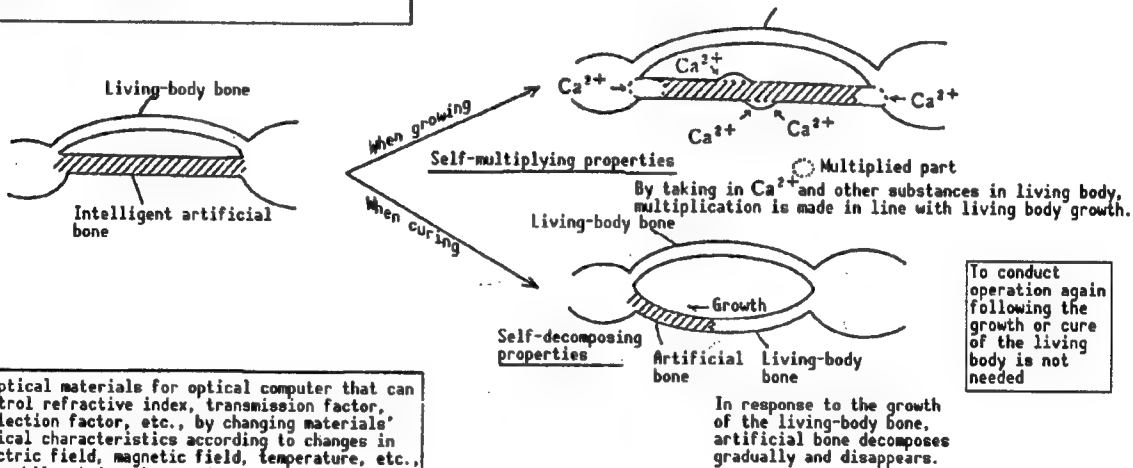 Living-body bone
Intelligent artificial
bone
When growing
When curing
Ca²⁺
Ca²⁺
Ca²⁺
Ca²⁺
Ca²⁺
Self-multiplying properties
Multiplied part
By taking in Ca²⁺ and other substances in living body,
multiplication is made in line with living body growth.
Living-body bone
Growth
Self-decomposing
properties
Artificial
bone
Living-body
bone
To conduct
operation again
following the
growth or cure
of the living
body is not
needed
In response to the growth
of the living-body bone,
artificial bone decomposes
gradually and disappears.
ptical materials for optical computer that can
trol refractive index, transmission factor,
lection factor, etc., by changing materials'
ical characteristics according to changes in
ctric field, magnetic field, temperature, etc.,